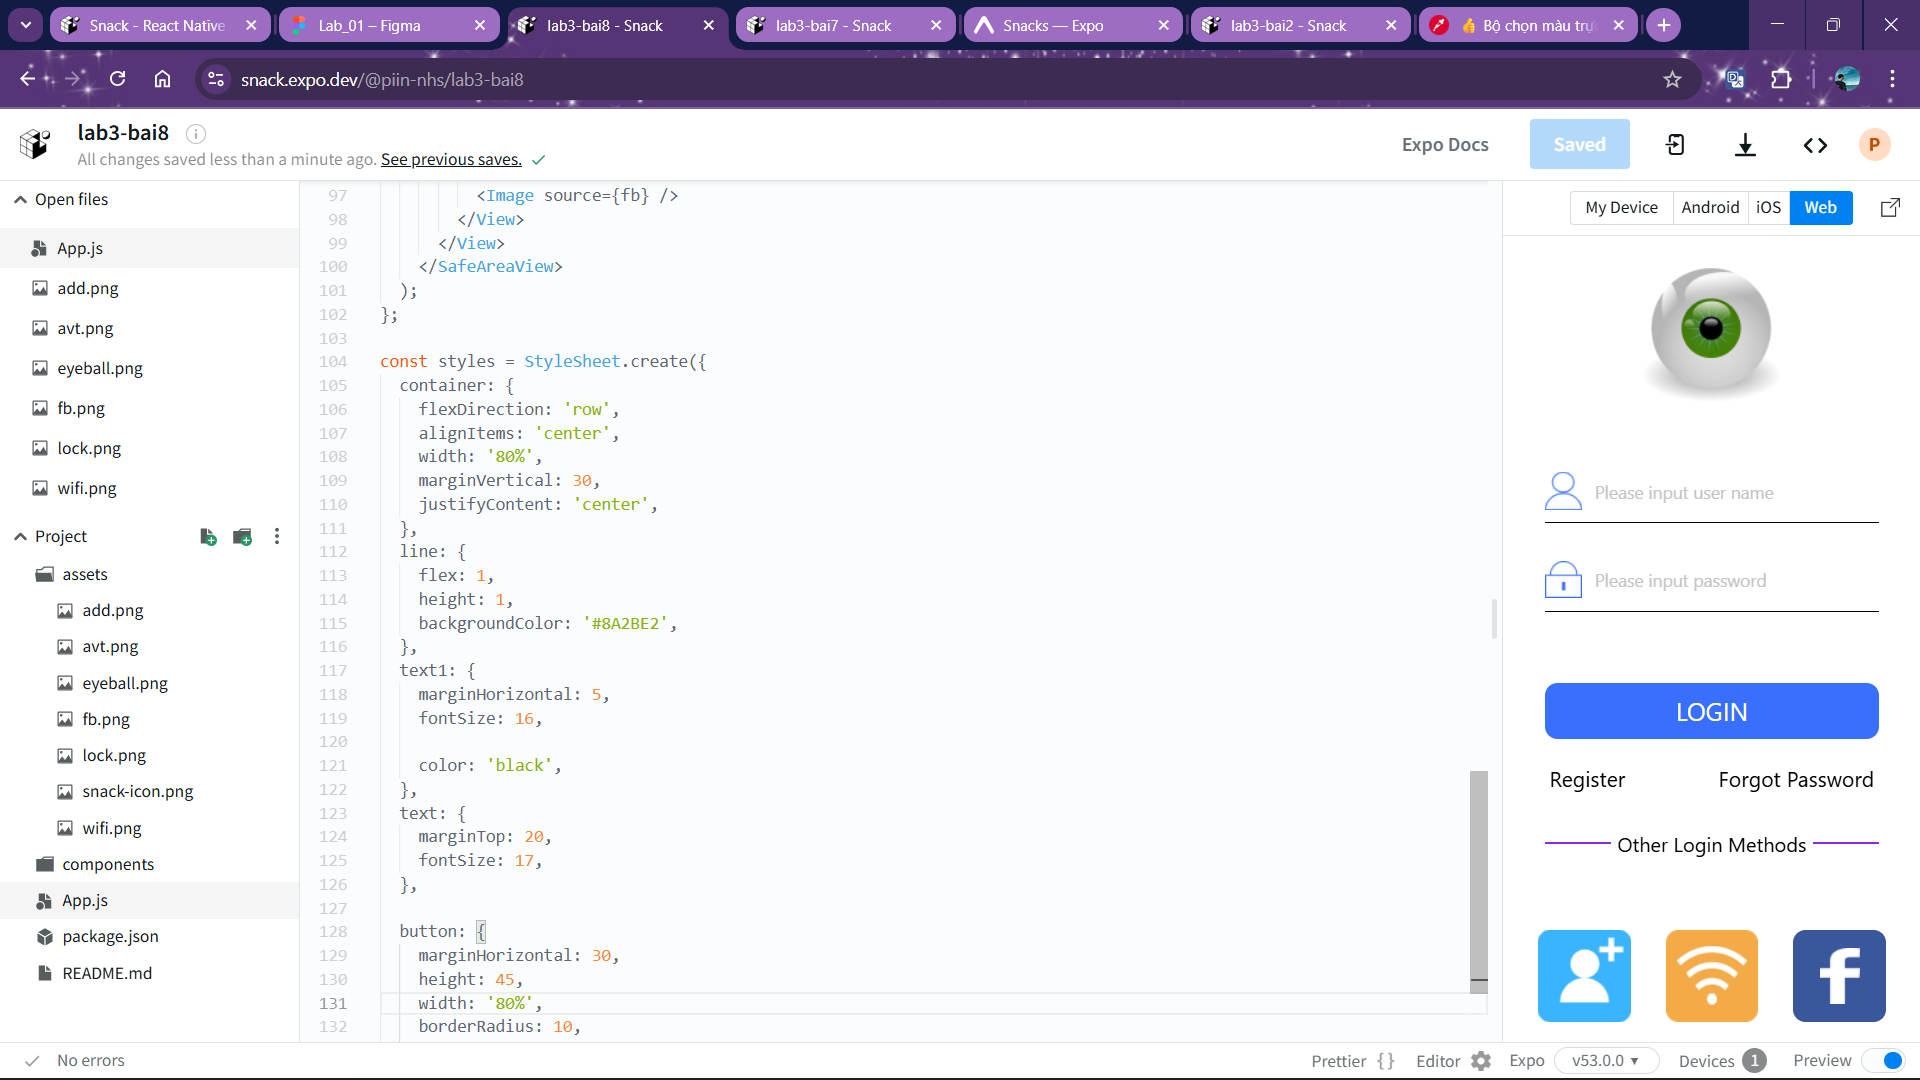 Snack - React Native
Lab_01 – Figma
lab3-bai8 - Snack
lab3-bai7 - Snack
Snacks — Expo
lab3-bai2 - Snack
👍 Bộ chọn màu trực
snack.expo.dev/@piin-nhs/lab3-bai8
lab3-bai8
All changes saved less than a minute ago. See previous saves.
Expo Docs
Saved
P
Open files
App.js
add.png
avt.png
eyeball.png
fb.png
lock.png
wifi.png
Project
assets
add.png
avt.png
eyeball.png
fb.png
lock.png
snack-icon.png
wifi.png
components
App.js
package.json
README.md
97 <Image source={fb} />
98 </View>
99 </View>
100 </SafeAreaView>
101 );
102 };
103
104 const styles = StyleSheet.create({
105 container: {
106 flexDirection: 'row',
107 alignItems: 'center',
108 width: '80%',
109 marginVertical: 30,
110 justifyContent: 'center',
111 },
112 line: {
113 flex: 1,
114 height: 1,
115 backgroundColor: '#8A2BE2',
116 },
117 text1: {
118 marginHorizontal: 5,
119 fontSize: 16,
120
121 color: 'black',
122 },
123 text: {
124 marginTop: 20,
125 fontSize: 17,
126 },
127
128 button: {
129 marginHorizontal: 30,
130 height: 45,
131 width: '80%',
132 borderRadius: 10,
My Device
Android
iOS
Web
Please input user name
Please input password
LOGIN
Register
Forgot Password
Other Login Methods
No errors
Prettier { }
Editor
Expo
v53.0.0
Devices 1
Preview